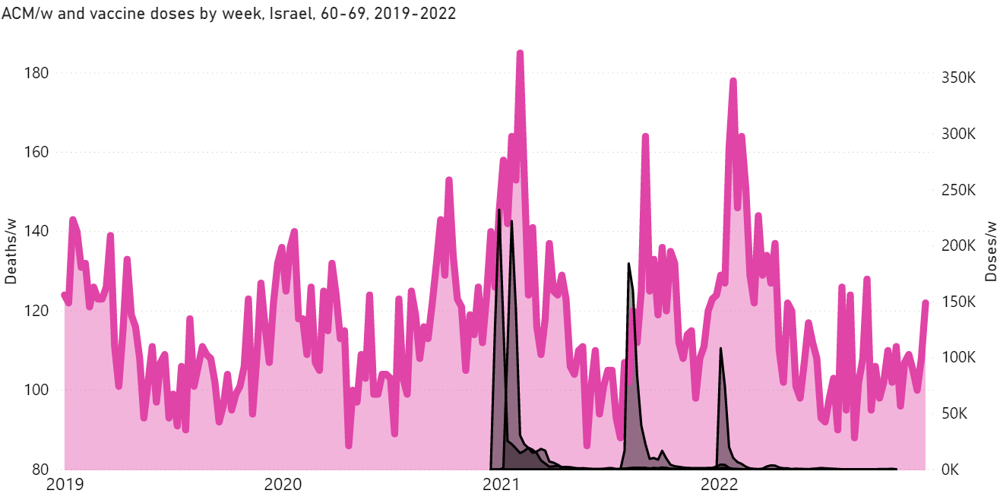 ACM/w and vaccine doses by week, Israel, 60-69, 2019-2022
180
160
140
120
100
80
Deaths/w
350K
300K
250K
200K
150K
100K
50K
0K
Doses/w
2019
2020
2021
2022